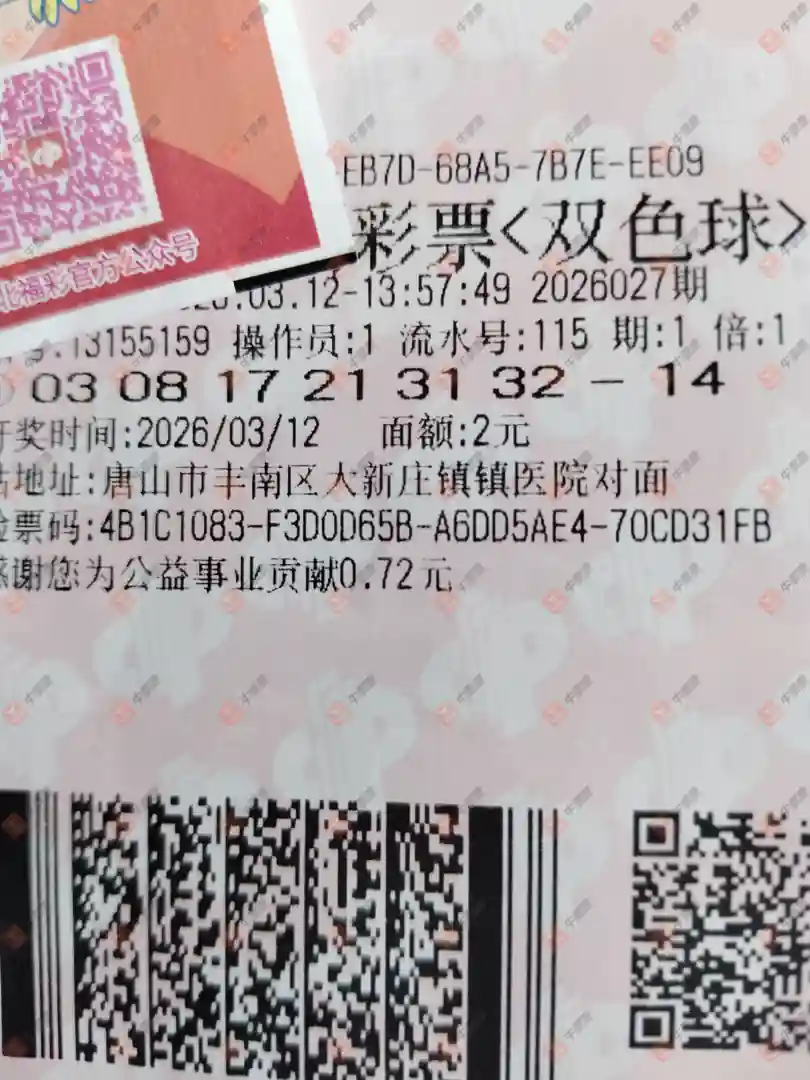 -EB7D-68A5-7B7E-EE09
彩票<双色球>
北福彩官方公众号
.03.12-13:57:49 2026027期
:13155159 操作员:1 流水号:115 期:1 倍:1
03 08 17 21 31 32 - 14
开奖时间:2026/03/12 面额:2元
地址:唐山市丰南区大新庄镇镇医院对面
验票码:4B1C1083-F3D0D65B-A6DD5AE4-70CD31FB
感谢您为公益事业贡献0.72元